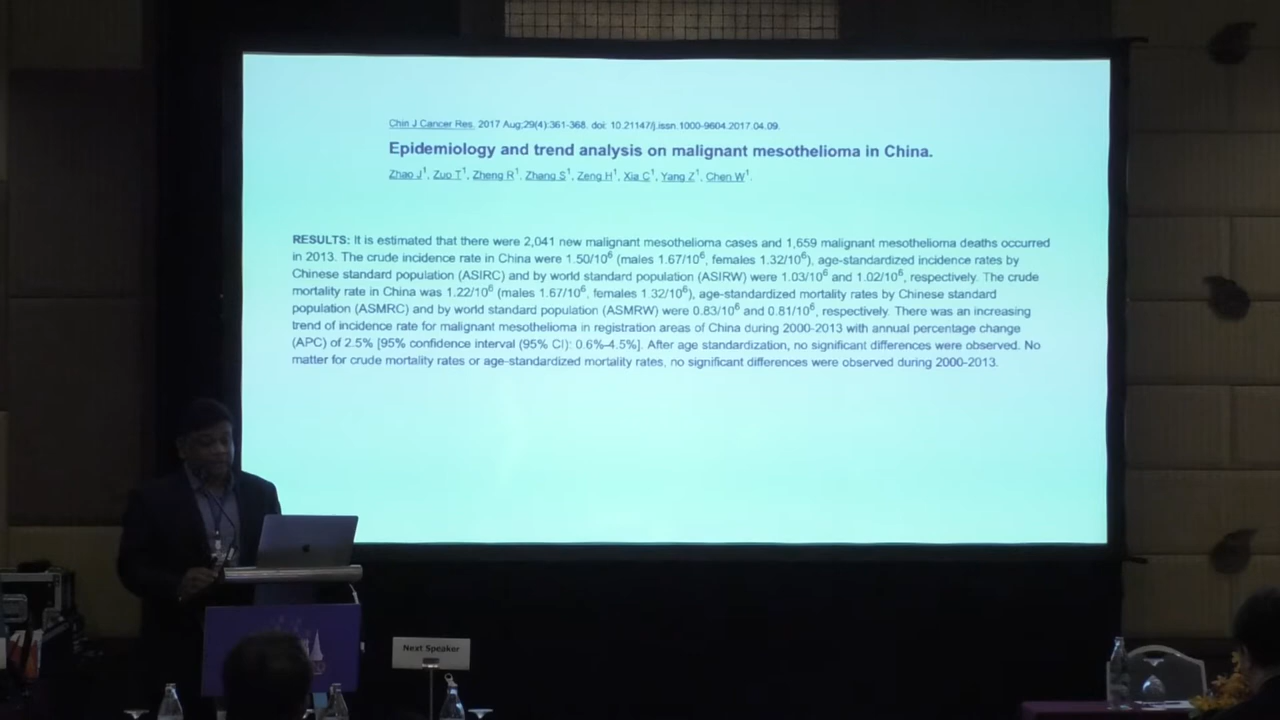 Chin J Cancer Res. 2017 Aug;29(4):361-368. doi: 10.21147/j.issn.1000-9604.2017.04.09.
Epidemiology and trend analysis on malignant mesothelioma in China.
Zhao J¹, Zuo T¹, Zheng R¹, Zhang S¹, Zeng H¹, Xia C¹, Yang Z¹, Chen W¹.
RESULTS: It is estimated that there were 2,041 new malignant mesothelioma cases and 1,659 malignant mesothelioma deaths occurred
in 2013. The crude incidence rate in China were 1.50/10⁶ (males 1.67/10⁶, females 1.32/10⁶), age-standardized incidence rates by
Chinese standard population (ASIRC) and by world standard population (ASIRW) were 1.03/10⁶ and 1.02/10⁶, respectively. The crude
mortality rate in China was 1.22/10⁶ (males 1.67/10⁶, females 1.32/10⁶), age-standardized mortality rates by Chinese standard
population (ASMRC) and by world standard population (ASMRW) were 0.83/10⁶ and 0.81/10⁶, respectively. There was an increasing
trend of incidence rate for malignant mesothelioma in registration areas of China during 2000-2013 with annual percentage change
(APC) of 2.5% [95% confidence interval (95% CI): 0.6%-4.5%]. After age standardization, no significant differences were observed. No
matter for crude mortality rates or age-standardized mortality rates, no significant differences were observed during 2000-2013.
Next Speaker